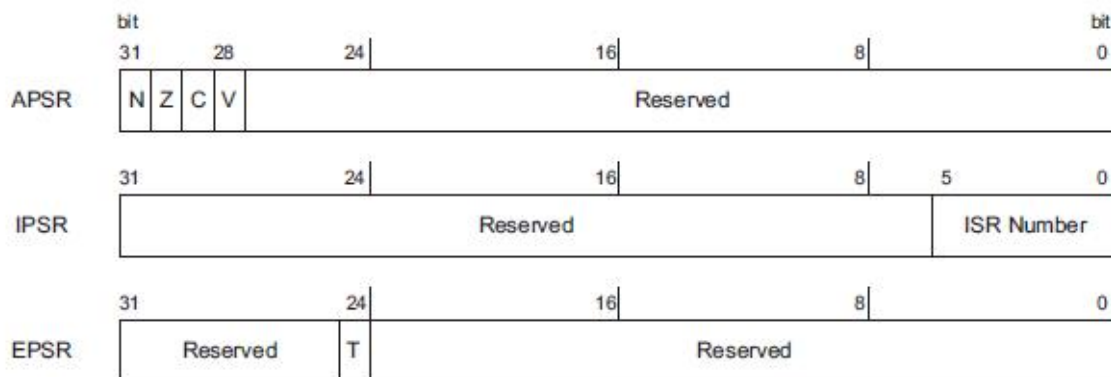 bit bit
31 28 24 16 8 0
APSR N Z C V Reserved
31 24 16 8 5 0
IPSR Reserved ISR Number
31 24 16 8 0
EPSR Reserved T Reserved